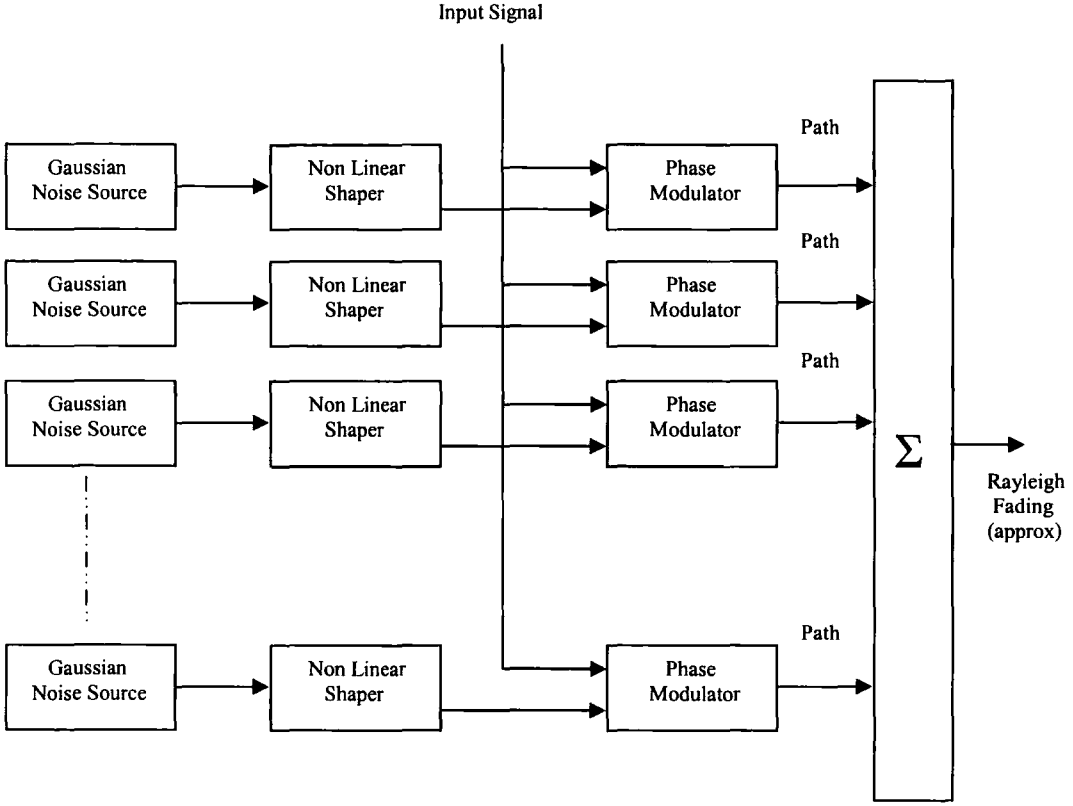 Input Signal
Path
Gaussian
Noise Source
Non Linear
Shaper
Phase
Modulator
Path
Gaussian
Noise Source
Non Linear
Shaper
Phase
Modulator
Path
Gaussian
Noise Source
Non Linear
Shaper
Phase
Modulator
Σ
Rayleigh
Fading
(approx)
Path
Gaussian
Noise Source
Non Linear
Shaper
Phase
Modulator